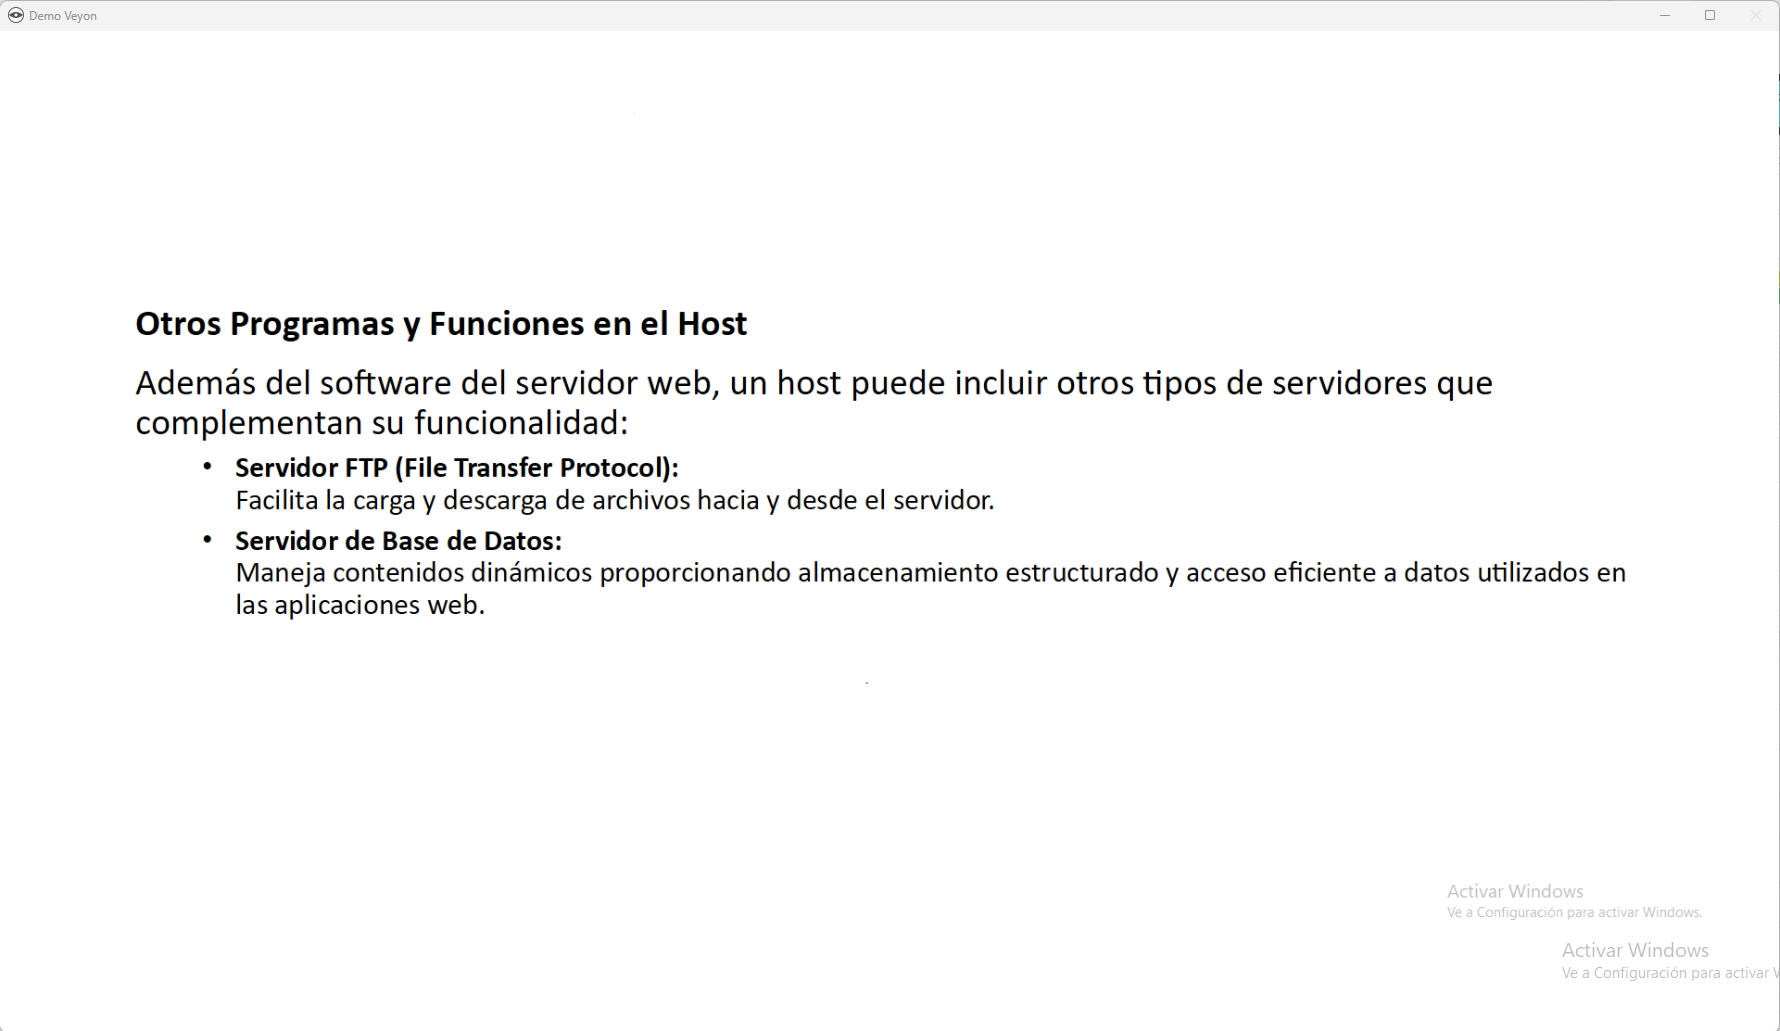 Demo Veyon
Otros Programas y Funciones en el Host
Además del software del servidor web, un host puede incluir otros tipos de servidores que
complementan su funcionalidad:
• Servidor FTP (File Transfer Protocol):
Facilita la carga y descarga de archivos hacia y desde el servidor.
• Servidor de Base de Datos:
Maneja contenidos dinámicos proporcionando almacenamiento estructurado y acceso eficiente a datos utilizados en
las aplicaciones web.
Activar Windows
Ve a Configuración para activar Windows.
Activar Windows
Ve a Configuración para activar